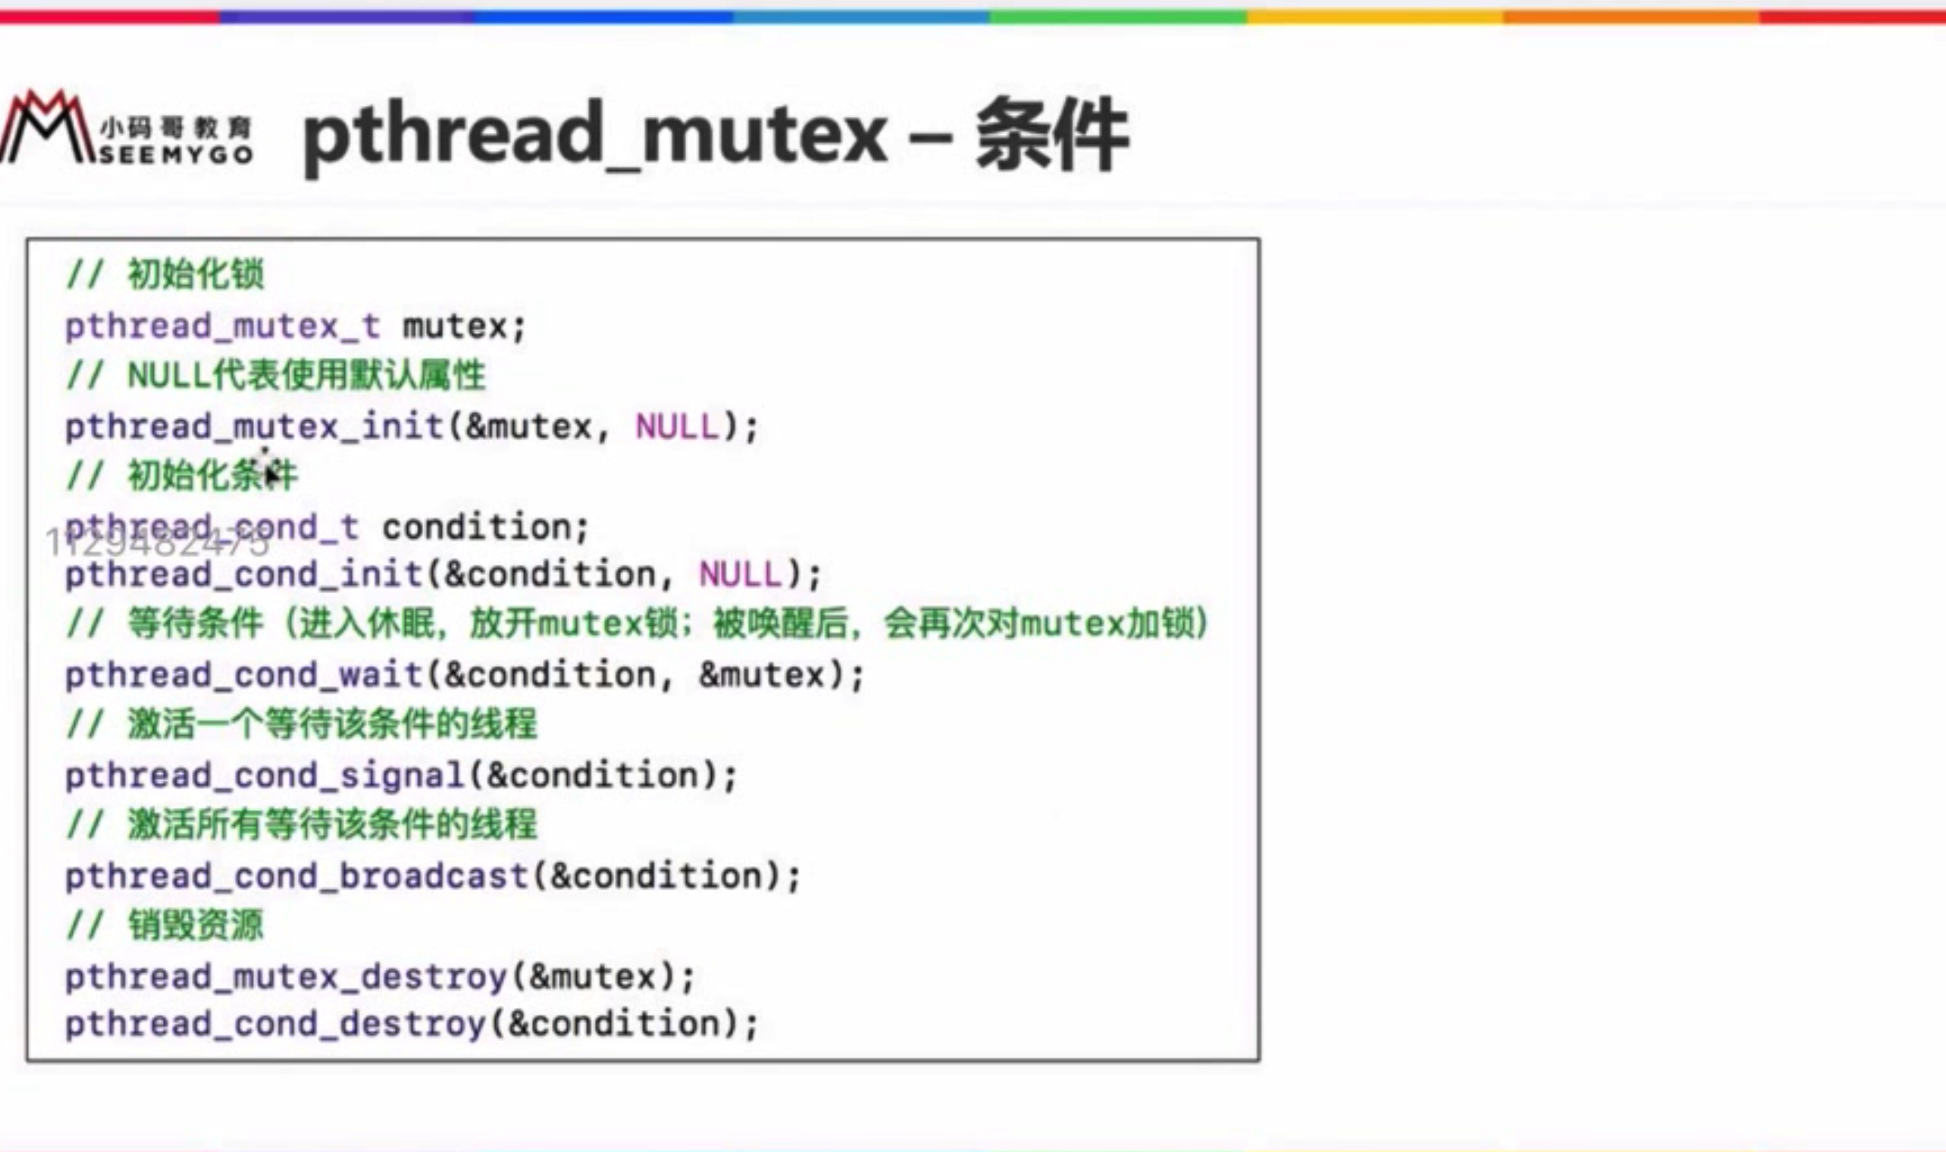 小码哥教育
SEEMYGO
pthread_mutex – 条件
// 初始化锁
pthread_mutex_t mutex;
// NULL代表使用默认属性
pthread_mutex_init(&mutex, NULL);
// 初始化条件
pthread_cond_t condition;
1129482475
pthread_cond_init(&condition, NULL);
// 等待条件（进入休眠，放开mutex锁；被唤醒后，会再次对mutex加锁）
pthread_cond_wait(&condition, &mutex);
// 激活一个等待该条件的线程
pthread_cond_signal(&condition);
// 激活所有等待该条件的线程
pthread_cond_broadcast(&condition);
// 销毁资源
pthread_mutex_destroy(&mutex);
pthread_cond_destroy(&condition);